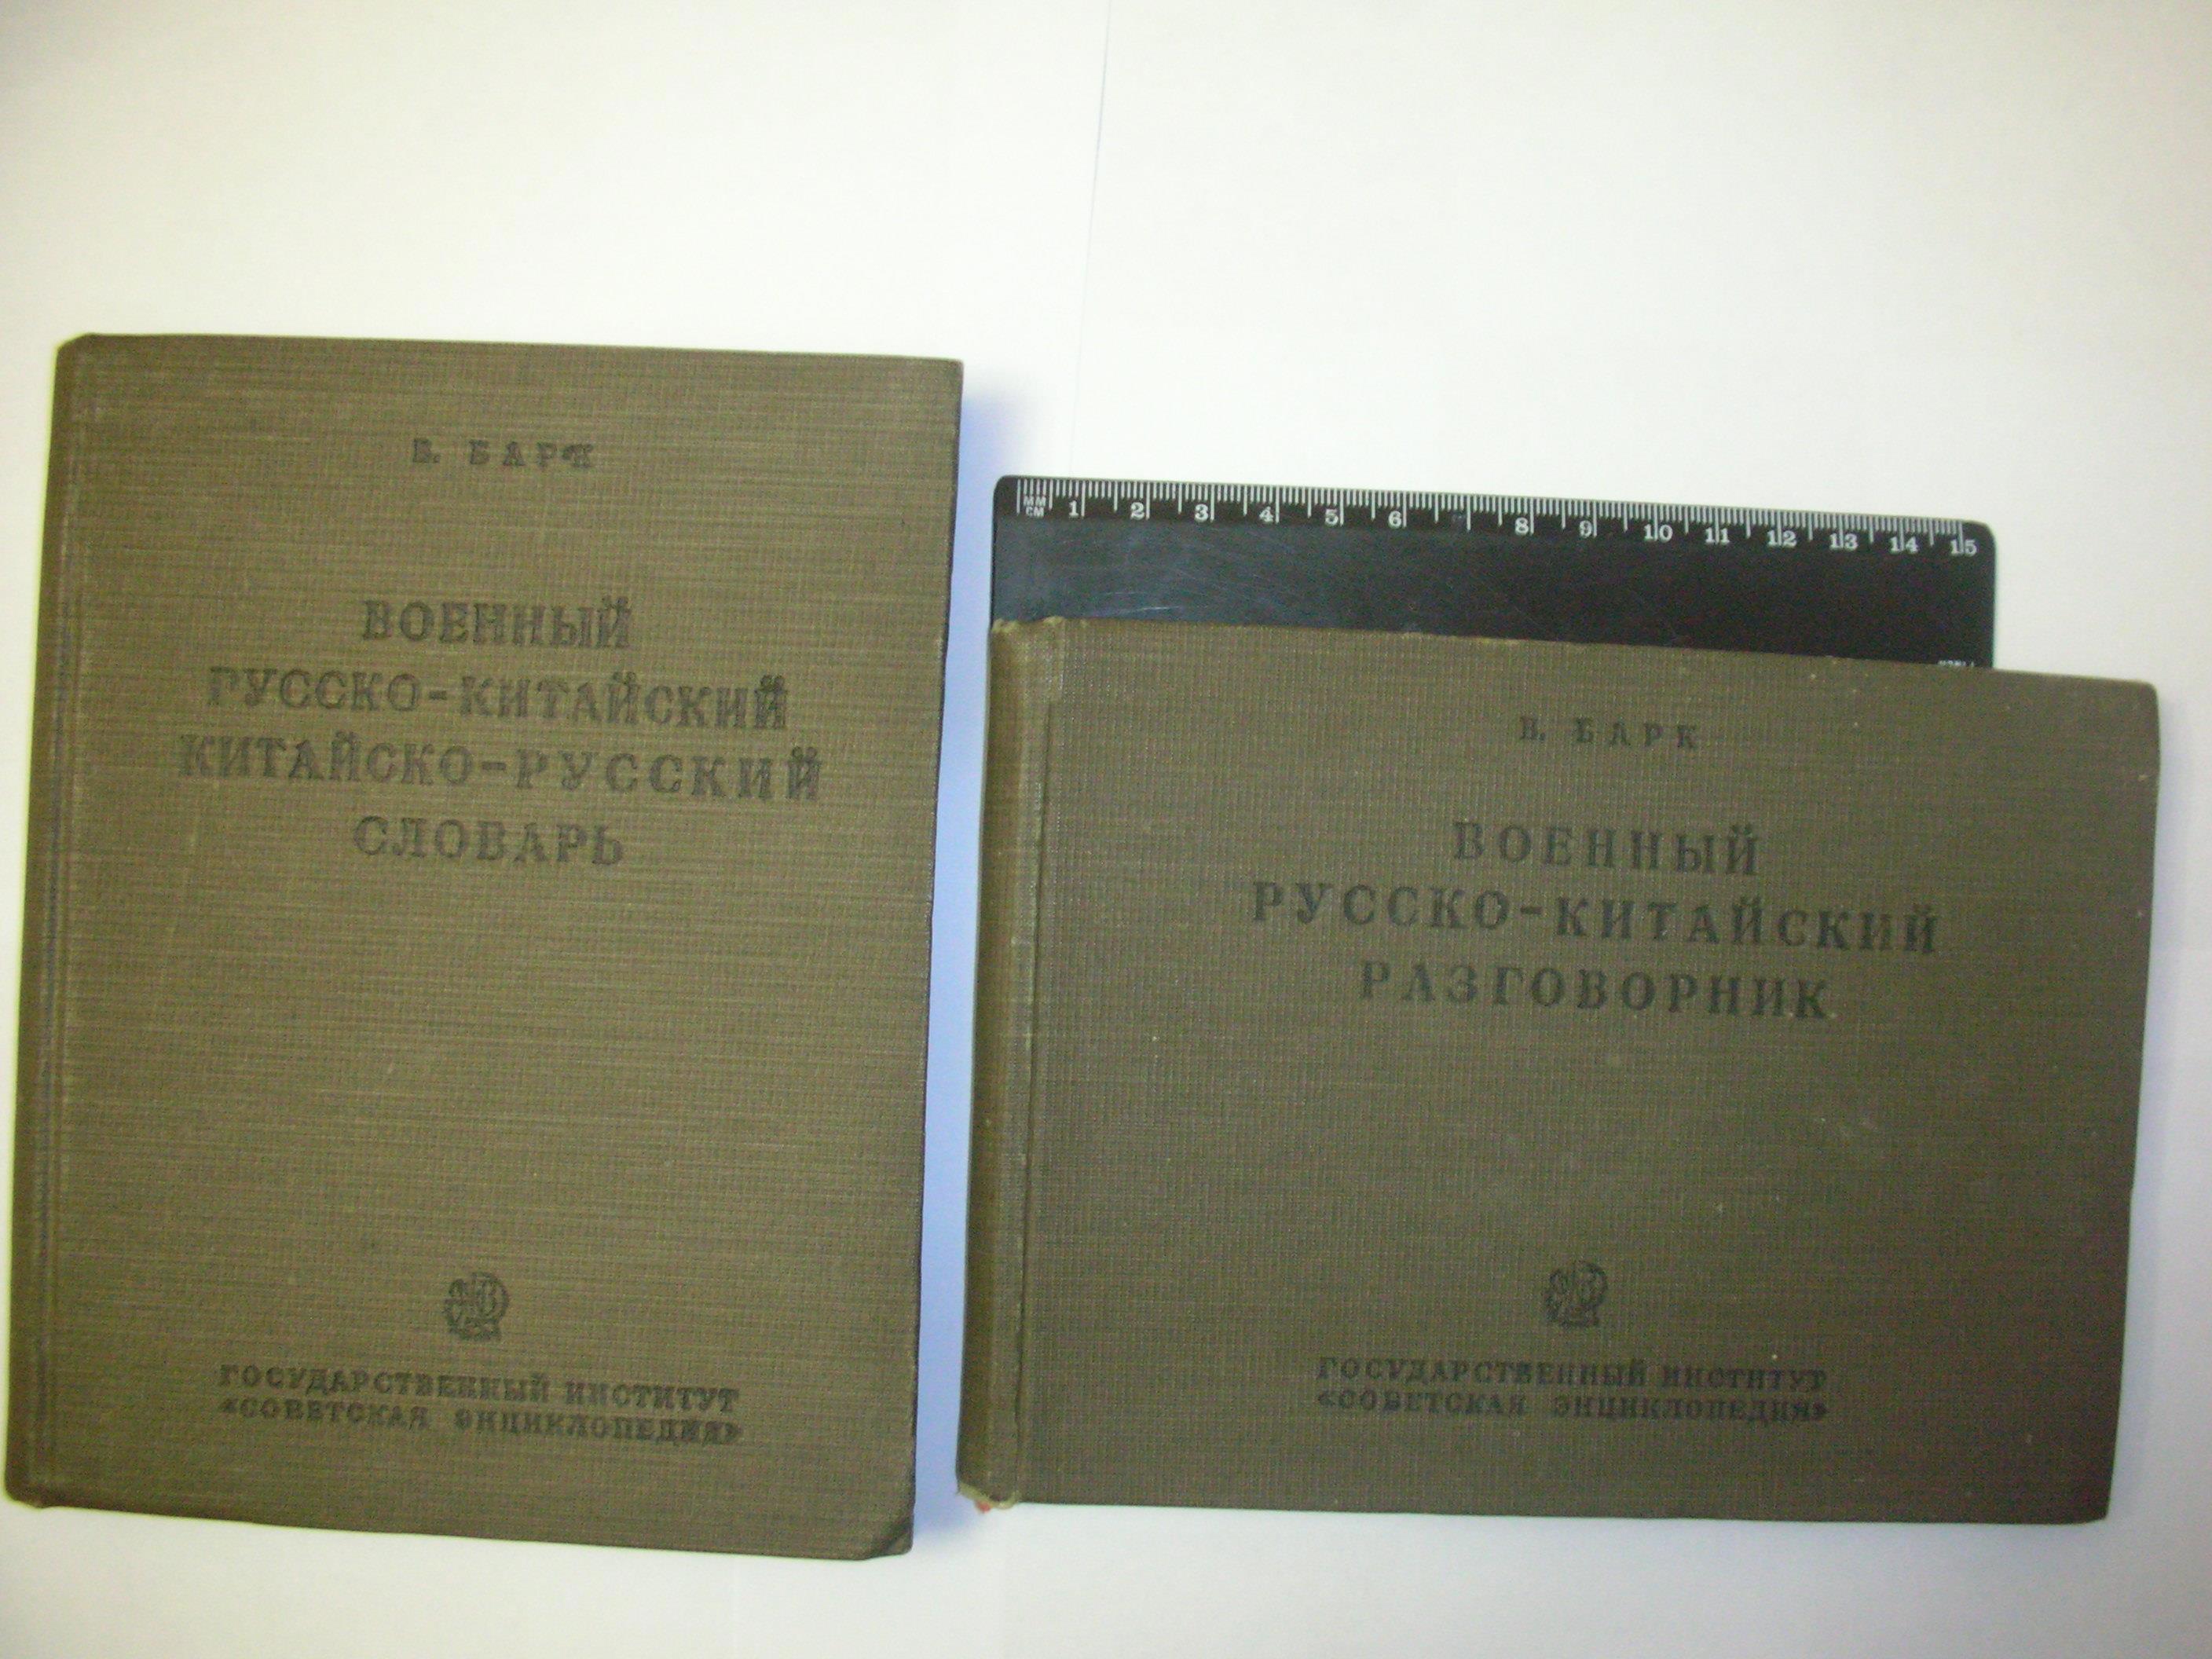 В. БАРК
ВОЕННЫЙ
РУССКО-КИТАЙСКИЙ
КИТАЙСКО-РУССКИЙ
СЛОВАРЬ
ГОСУДАРСТВЕННЫЙ ИНСТИТУТ
«СОВЕТСКАЯ ЭНЦИКЛОПЕДИЯ»
ММ
СМ
1 2 3 4 5 6 8 9 10 11 12 13 14 15
В. БАРК
ВОЕННЫЙ
РУССКО-КИТАЙСКИЙ
РАЗГОВОРНИК
ГОСУДАРСТВЕННЫЙ ИНСТИТУТ
«СОВЕТСКАЯ ЭНЦИКЛОПЕДИЯ»